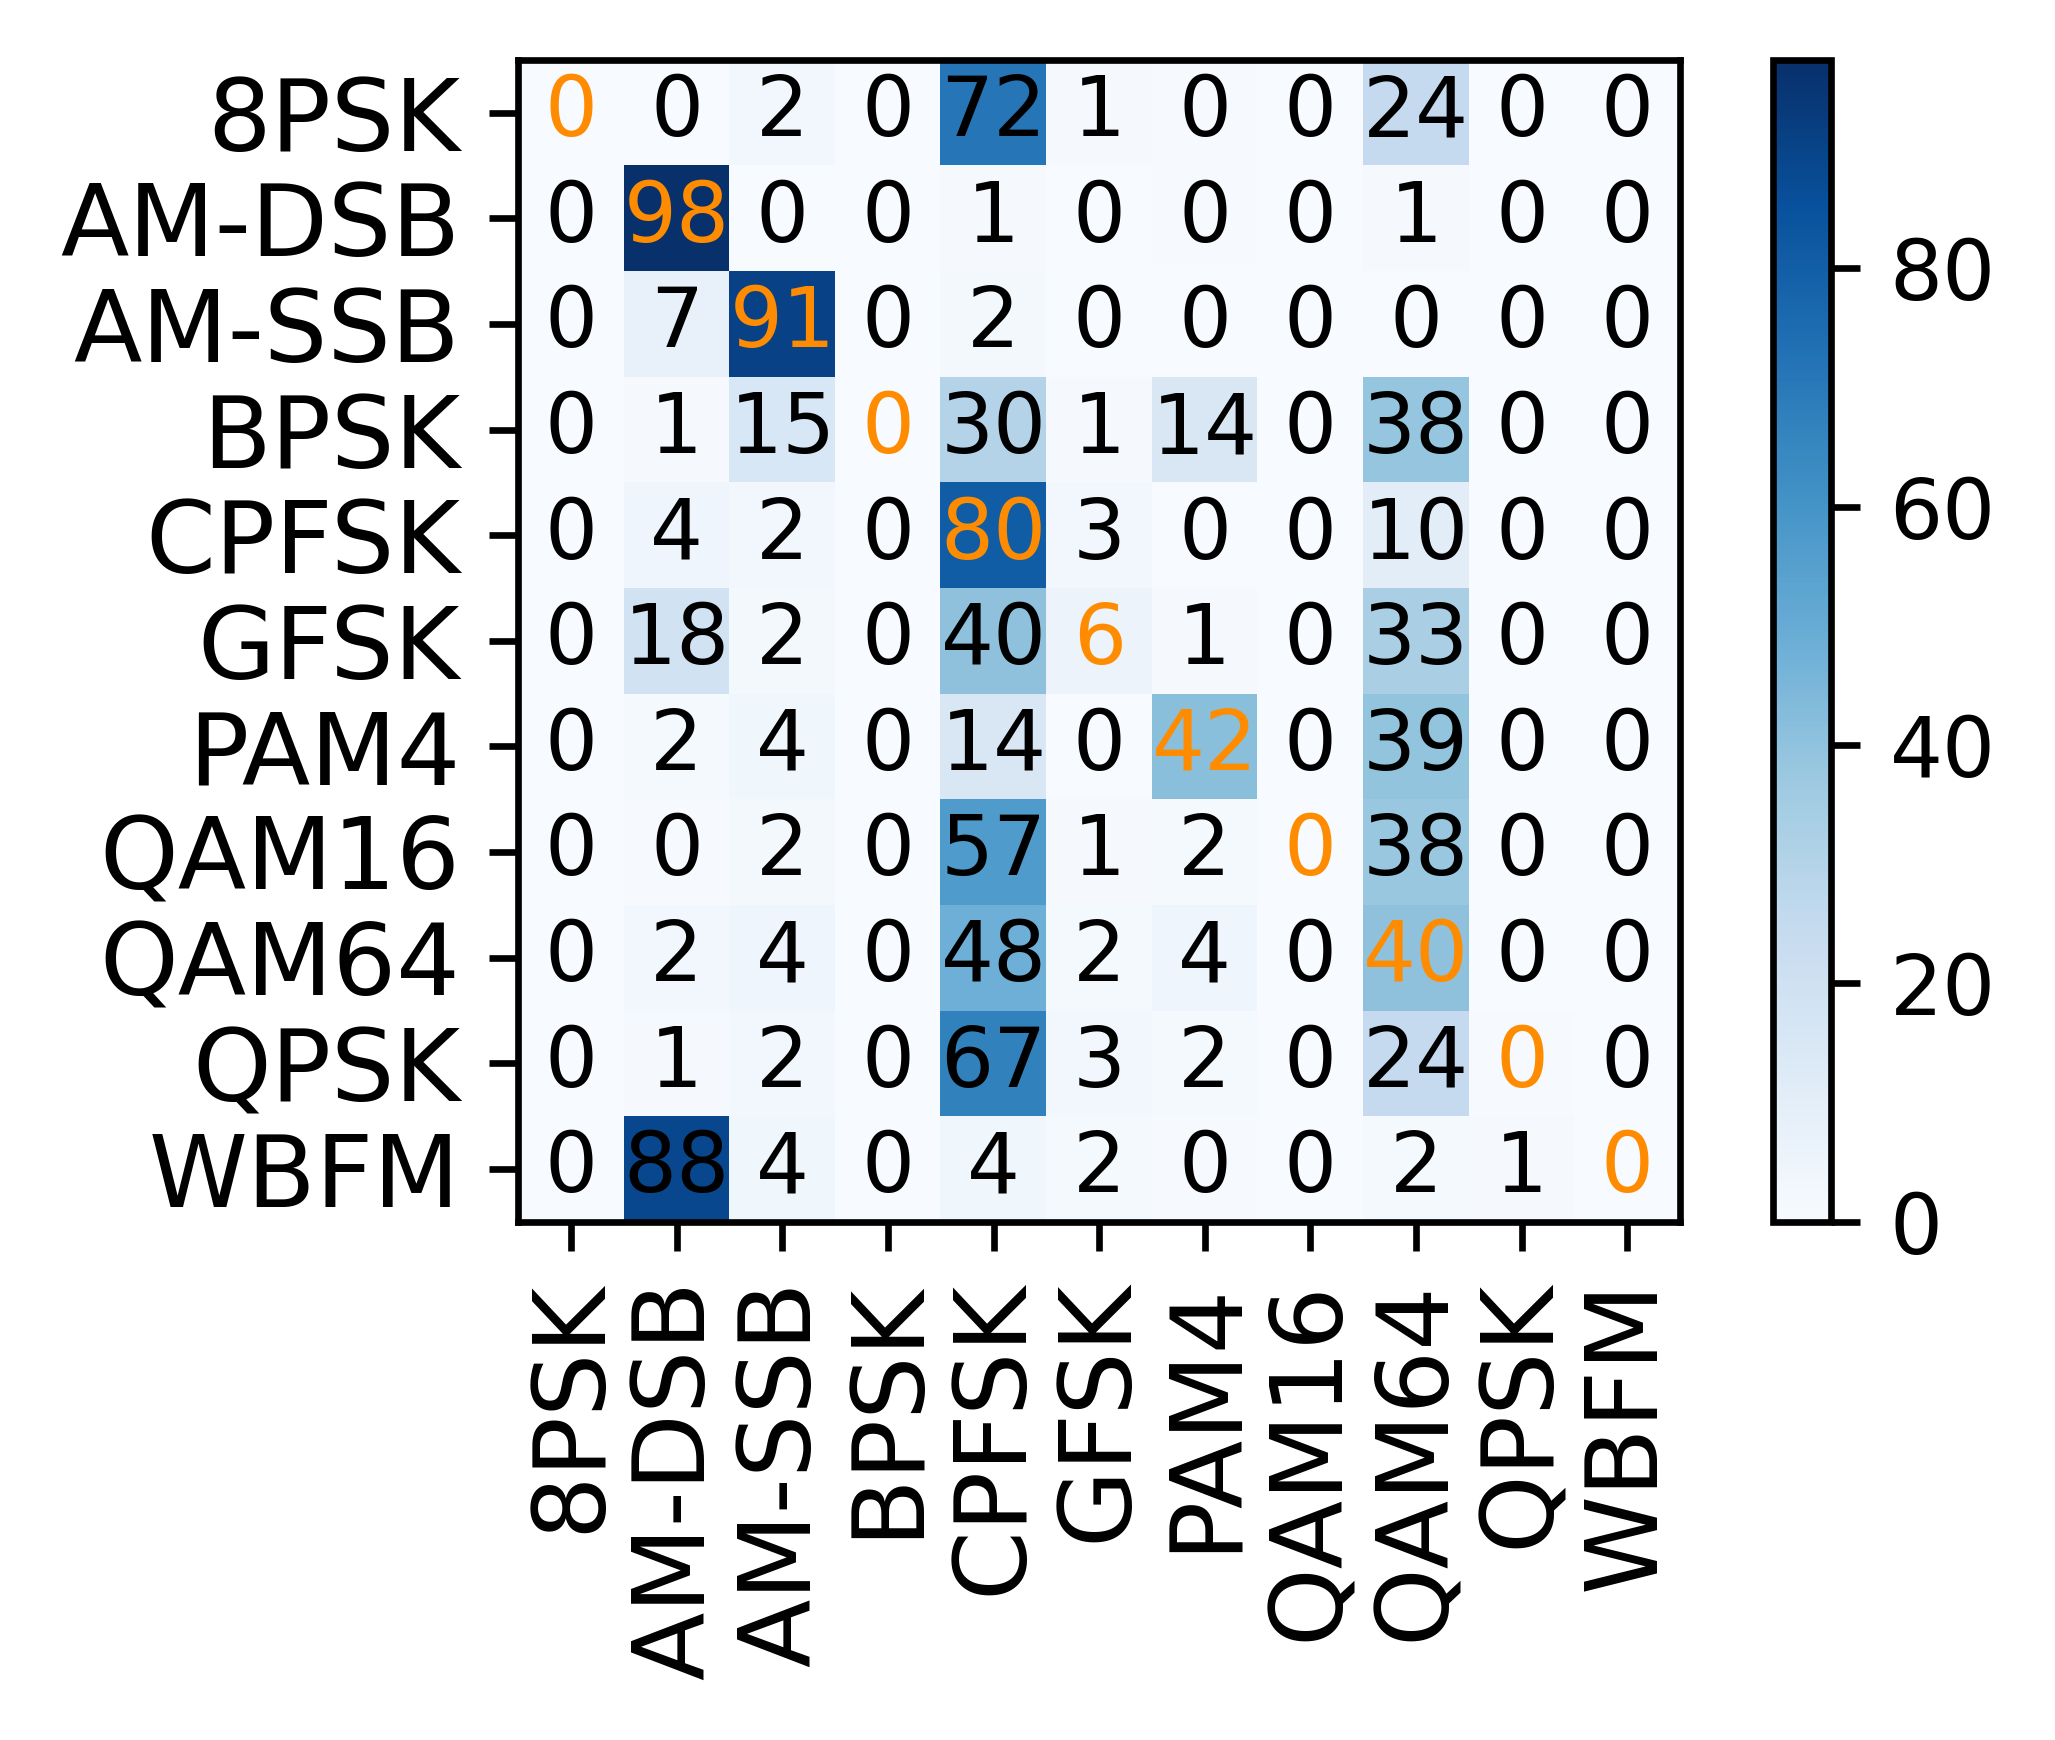 8PSK 0 0 2 0 72 1 0 0 24 0 0
AM-DSB 0 98 0 0 1 0 0 0 1 0 0
AM-SSB 0 7 91 0 2 0 0 0 0 0 0
BPSK 0 1 15 0 30 1 14 0 38 0 0
CPFSK 0 4 2 0 80 3 0 0 10 0 0
GFSK 0 18 2 0 40 6 1 0 33 0 0
PAM4 0 2 4 0 14 0 42 0 39 0 0
QAM16 0 0 2 0 57 1 2 0 38 0 0
QAM64 0 2 4 0 48 2 4 0 40 0 0
QPSK 0 1 2 0 67 3 2 0 24 0 0
WBFM 0 88 4 0 4 2 0 0 2 1 0
8PSK
AM-DSB
AM-SSB
BPSK
CPFSK
GFSK
PAM4
QAM16
QAM64
QPSK
WBFM
80
60
40
20
0